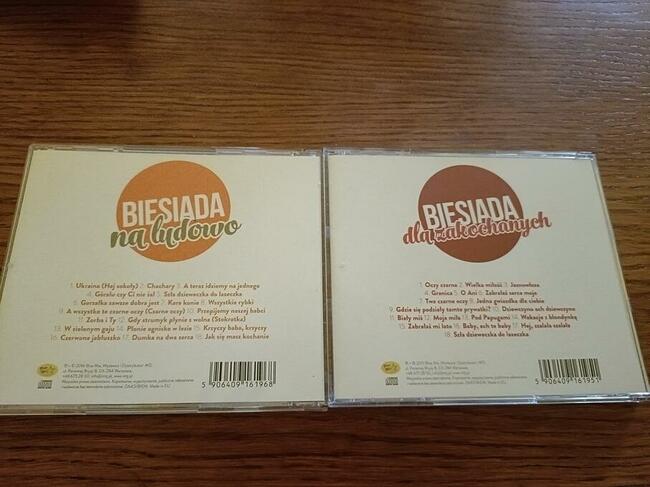 BIESIADA
na ludowo
1. Ukraina (Hej sokoły) 2. Chachary 3. A teraz idziemy na jednego
4. Góralu czy Ci nie żal 5. Szła dzieweczka do laseczka
6. Gorzałka zawsze dobra jest 7. Kare konie 8. Wszystkie rybki
9. A wszystko te czarne oczy (Czarne oczy) 10. Przepijemy naszej babci
11. Zorba i Ty 12. Gdy strumyk płynie z wolna (Stokrotka)
13. W zielonym gaju 14. Płonie ognisko w lesie 15. Krzyczy baba, krzyczy
16. Czerwone jabłuszko 17. Dumka na dwa serca 18. Jak się masz kochanie
5 906409 161968
BIESIADA
dla zakochanych
1. Oczy czarne 2. Wielka miłość 3. Jasnowłosa
4. Granica 5. O Ani 6. Zabrałaś serce moje
7. Twe czarne oczy 8. Jedna gwiazdka dla ciebie
9. Gdzie się podziały tamte prywatki? 10. Dziewczyno ach dziewczyno
11. Biały miś 12. Moja miła 13. Pod Papugami 14. Wakacje z blondynką
15. Zabrałaś mi lato 16. Baby, ach te baby 17. Hej, szalała szalała
18. Szła dzieweczka do laseczka
5 906409 161951